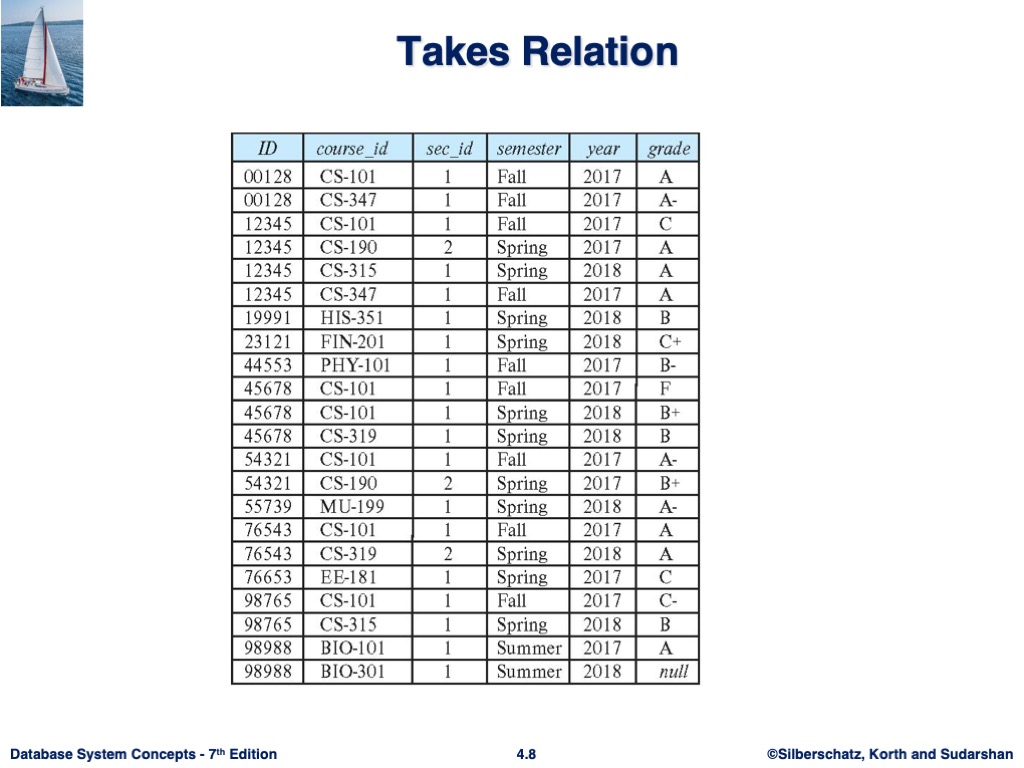 Takes Relation
ID course_id sec_id semester year grade
00128 CS-101 1 Fall 2017 A
00128 CS-347 1 Fall 2017 A-
12345 CS-101 1 Fall 2017 C
12345 CS-190 2 Spring 2017 A
12345 CS-315 1 Spring 2018 A
12345 CS-347 1 Fall 2017 A
19991 HIS-351 1 Spring 2018 B
23121 FIN-201 1 Spring 2018 C+
44553 PHY-101 1 Fall 2017 B-
45678 CS-101 1 Fall 2017 F
45678 CS-101 1 Spring 2018 B+
45678 CS-319 1 Spring 2018 B
54321 CS-101 1 Fall 2017 A-
54321 CS-190 2 Spring 2017 B+
55739 MU-199 1 Spring 2018 A-
76543 CS-101 1 Fall 2017 A
76543 CS-319 2 Spring 2018 A
76653 EE-181 1 Spring 2017 C
98765 CS-101 1 Fall 2017 C-
98765 CS-315 1 Spring 2018 B
98988 BIO-101 1 Summer 2017 A
98988 BIO-301 1 Summer 2018 null
Database System Concepts - 7th Edition 4.8 ©Silberschatz, Korth and Sudarshan